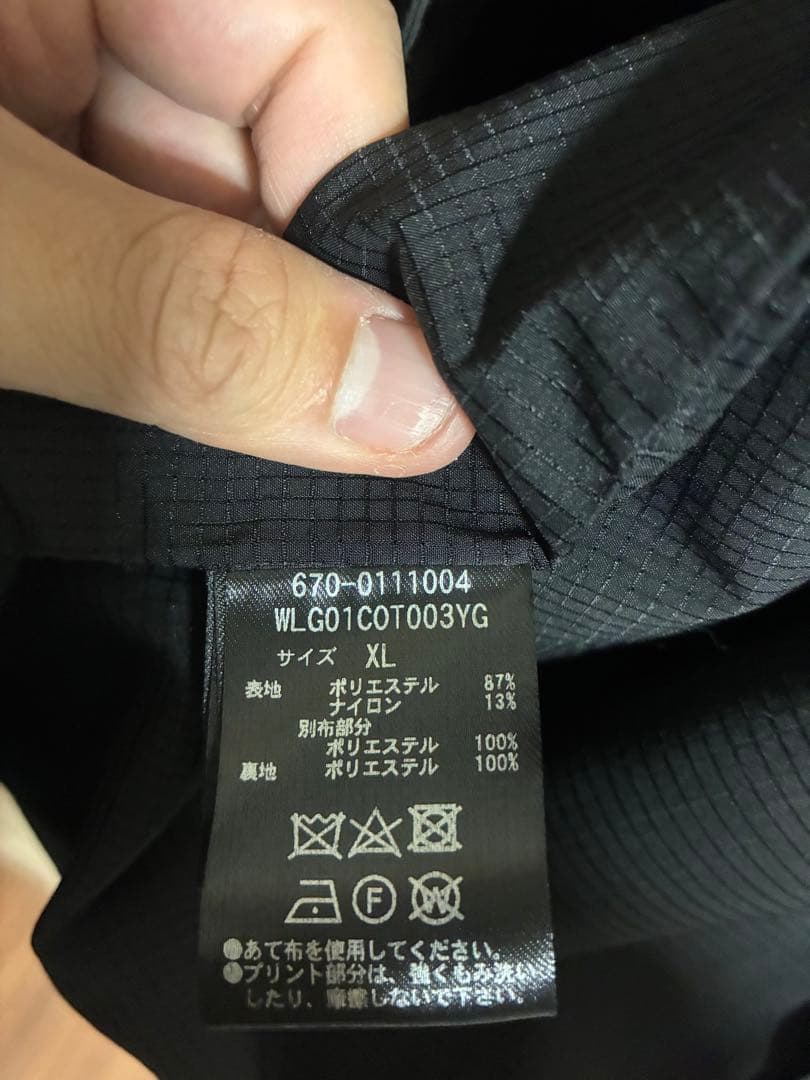 670-0111004
WLG01COT003YG
サイズ XL
表地 ポリエステル 87%
ナイロン 13%
別布部分
ポリエステル 100%
裏地 ポリエステル 100%
F W
●あて布を使用してください。
●プリント部分は、強くもみ洗い
したり、摩擦しないで下さい。